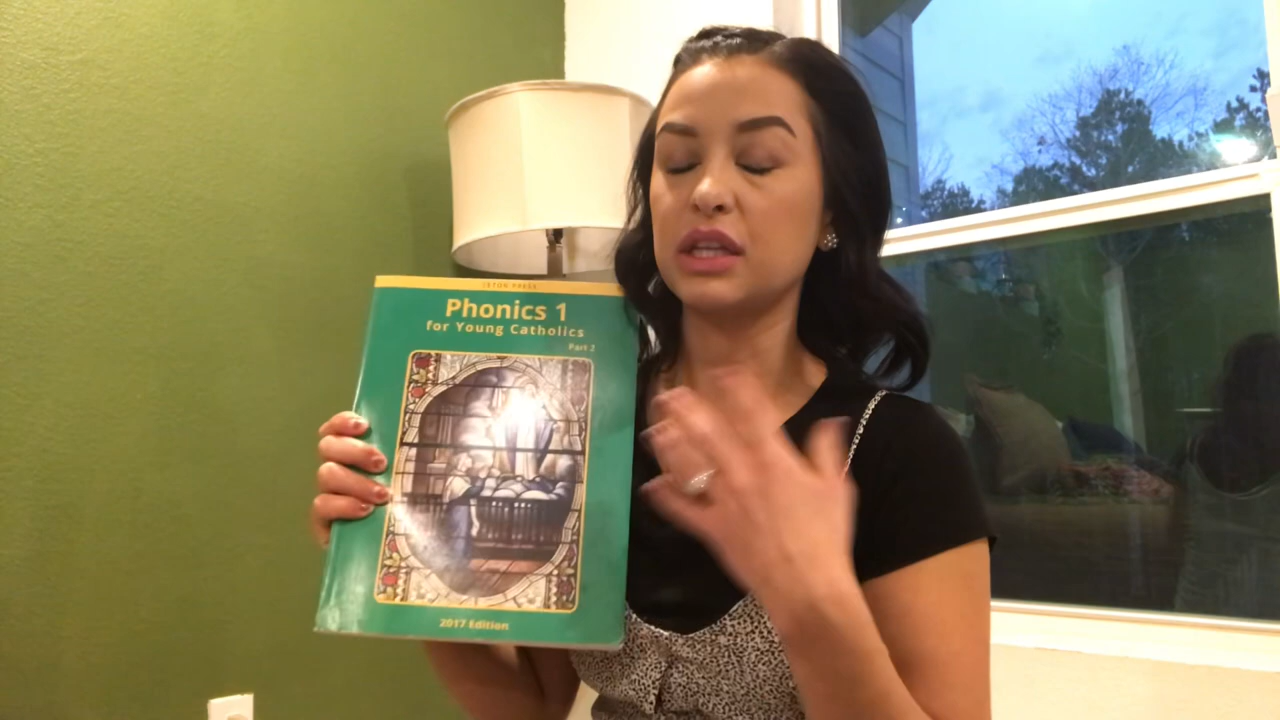 SETON PRESS
Phonics 1
for Young Catholics
Part 2
2017 Edition